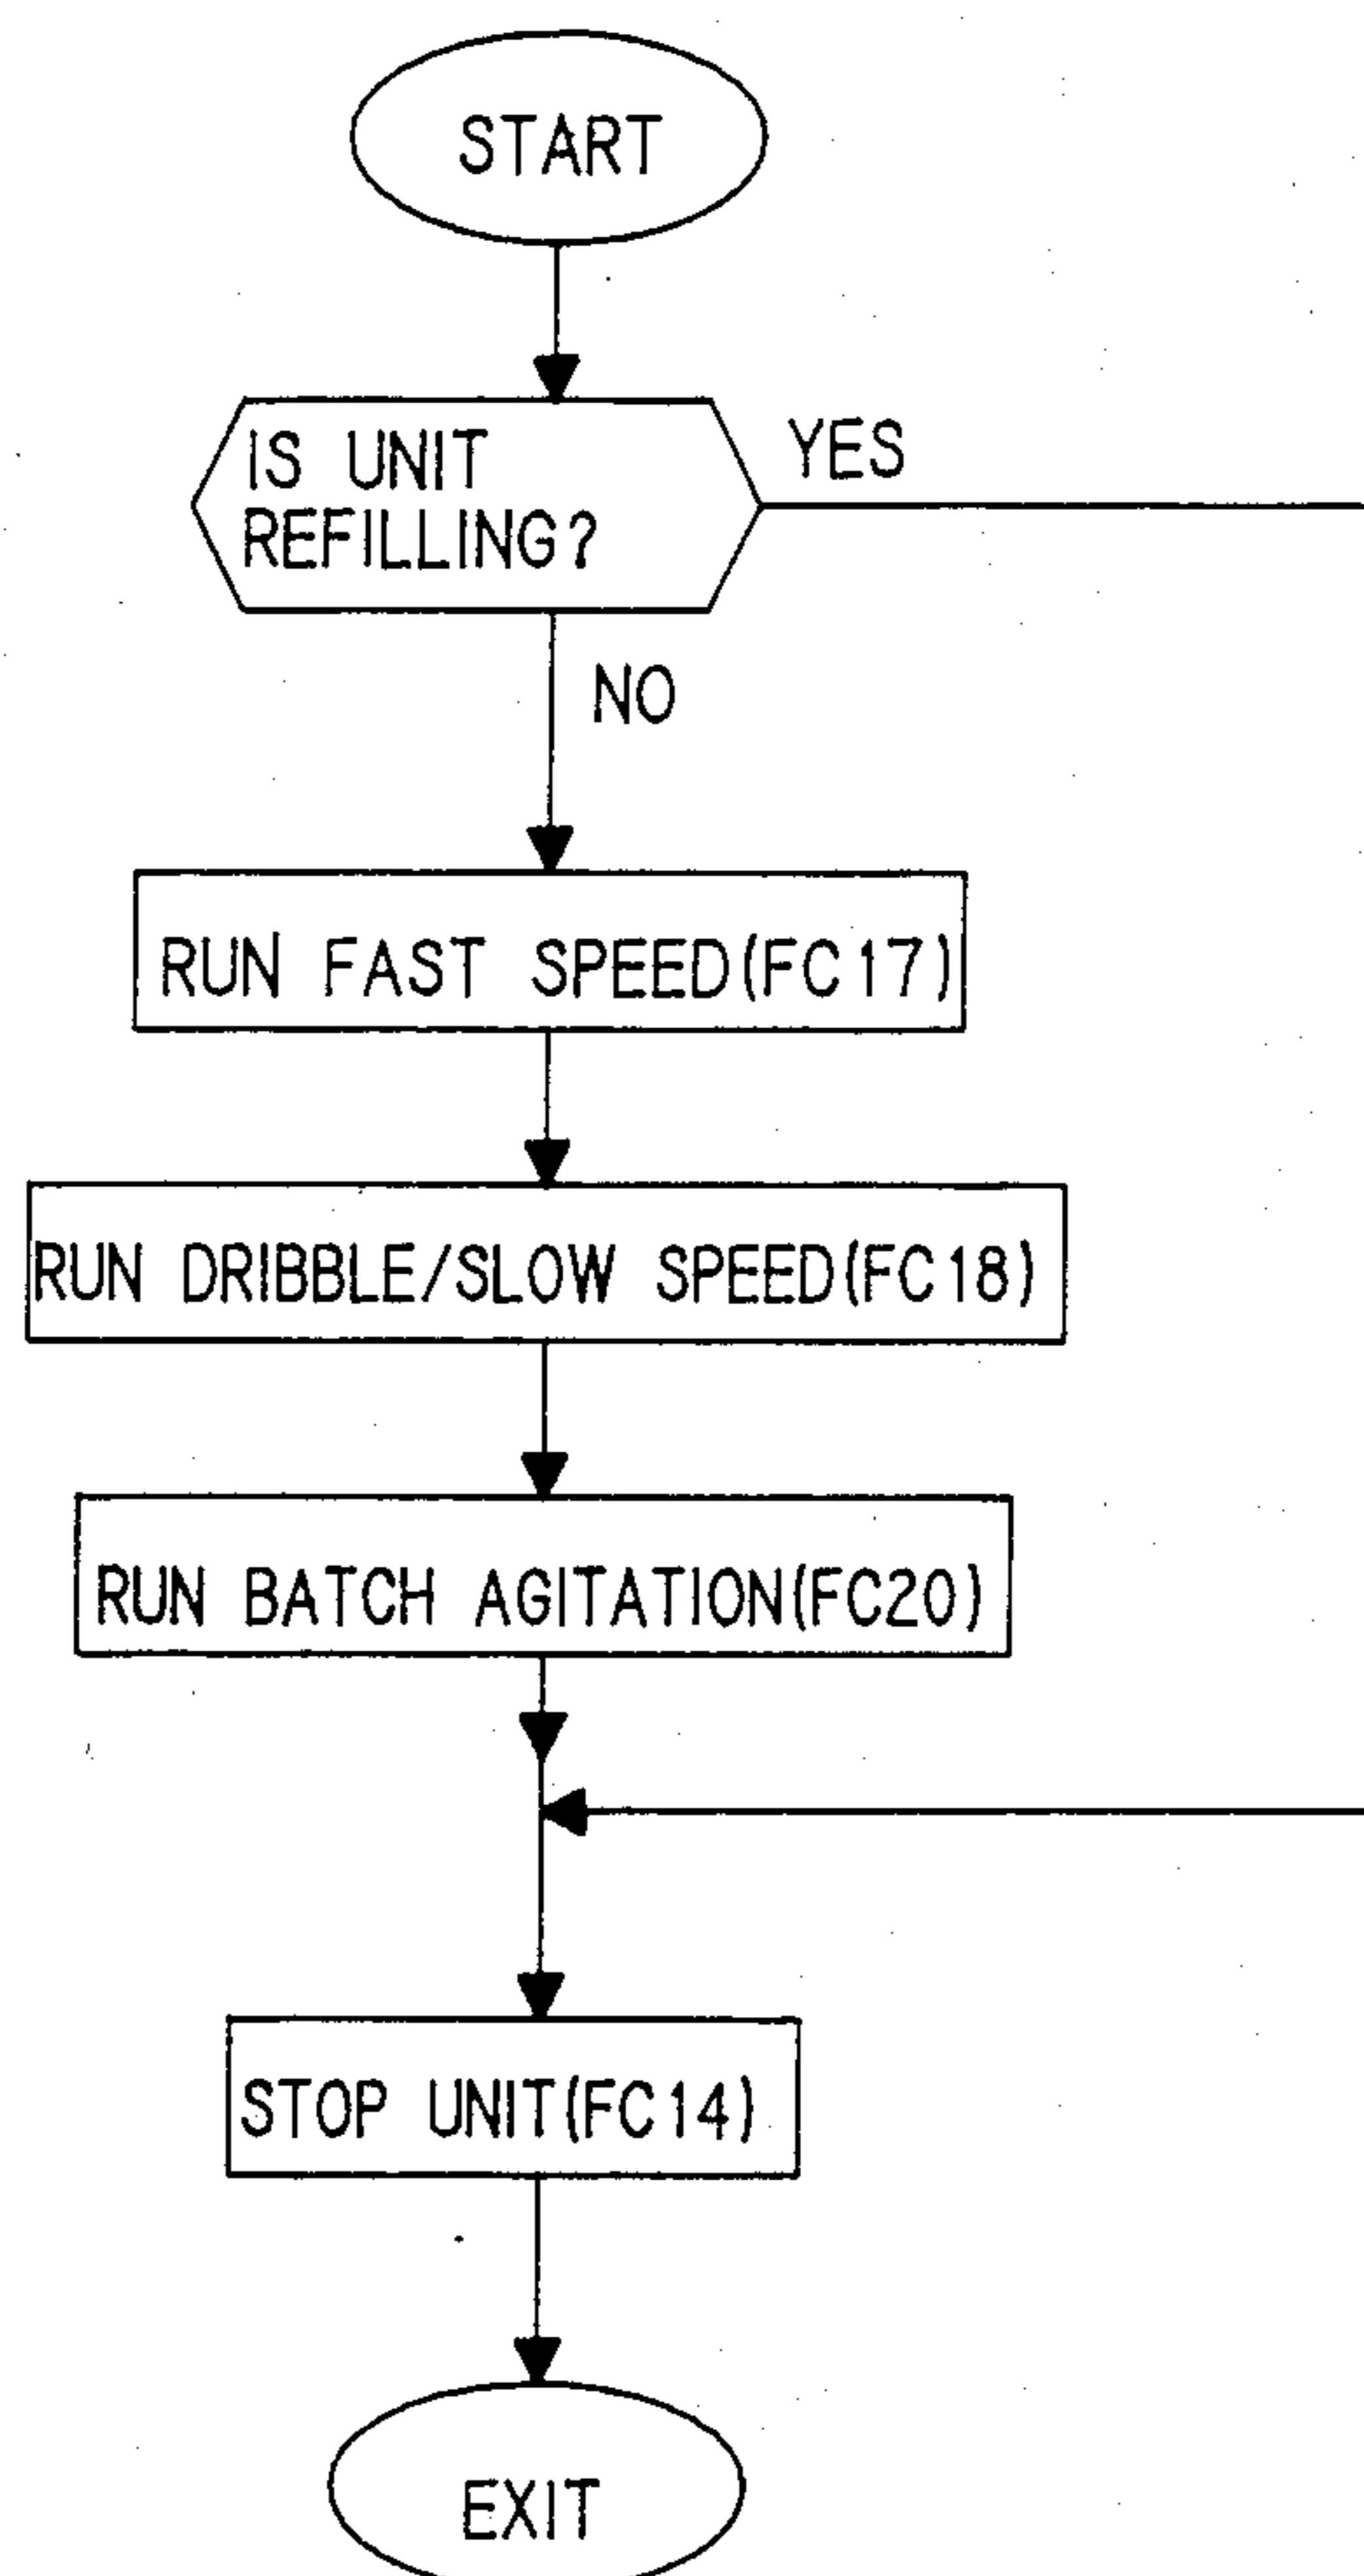 START
IS UNIT
REFILLING?
YES
NO
RUN FAST SPEED(FC17)
RUN DRIBBLE/SLOW SPEED(FC18)
RUN BATCH AGITATION(FC20)
STOP UNIT(FC14)
EXIT